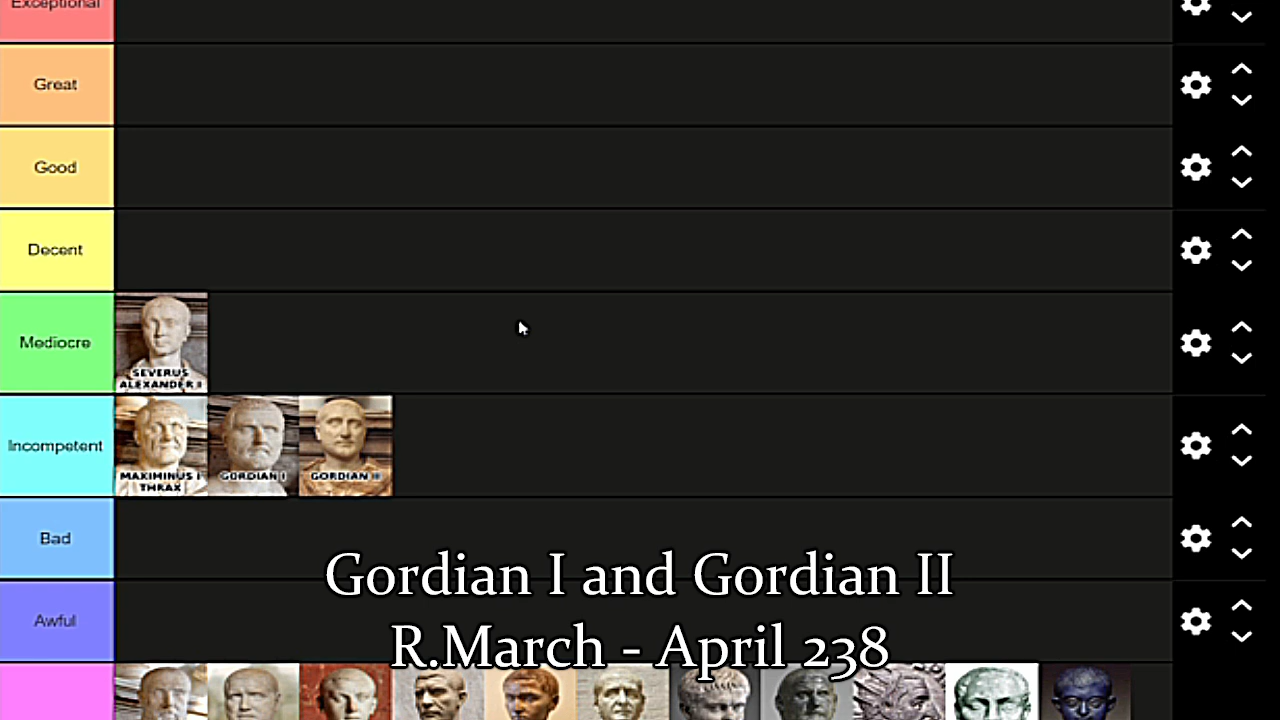 Exceptional
Great
Good
Decent
Mediocre
SEVERUS
ALEXANDER I
Incompetent
MAXIMINUS I
THRAX
GORDIAN I
GORDIAN II
Bad
Awful
Gordian I and Gordian II
R.March - April 238